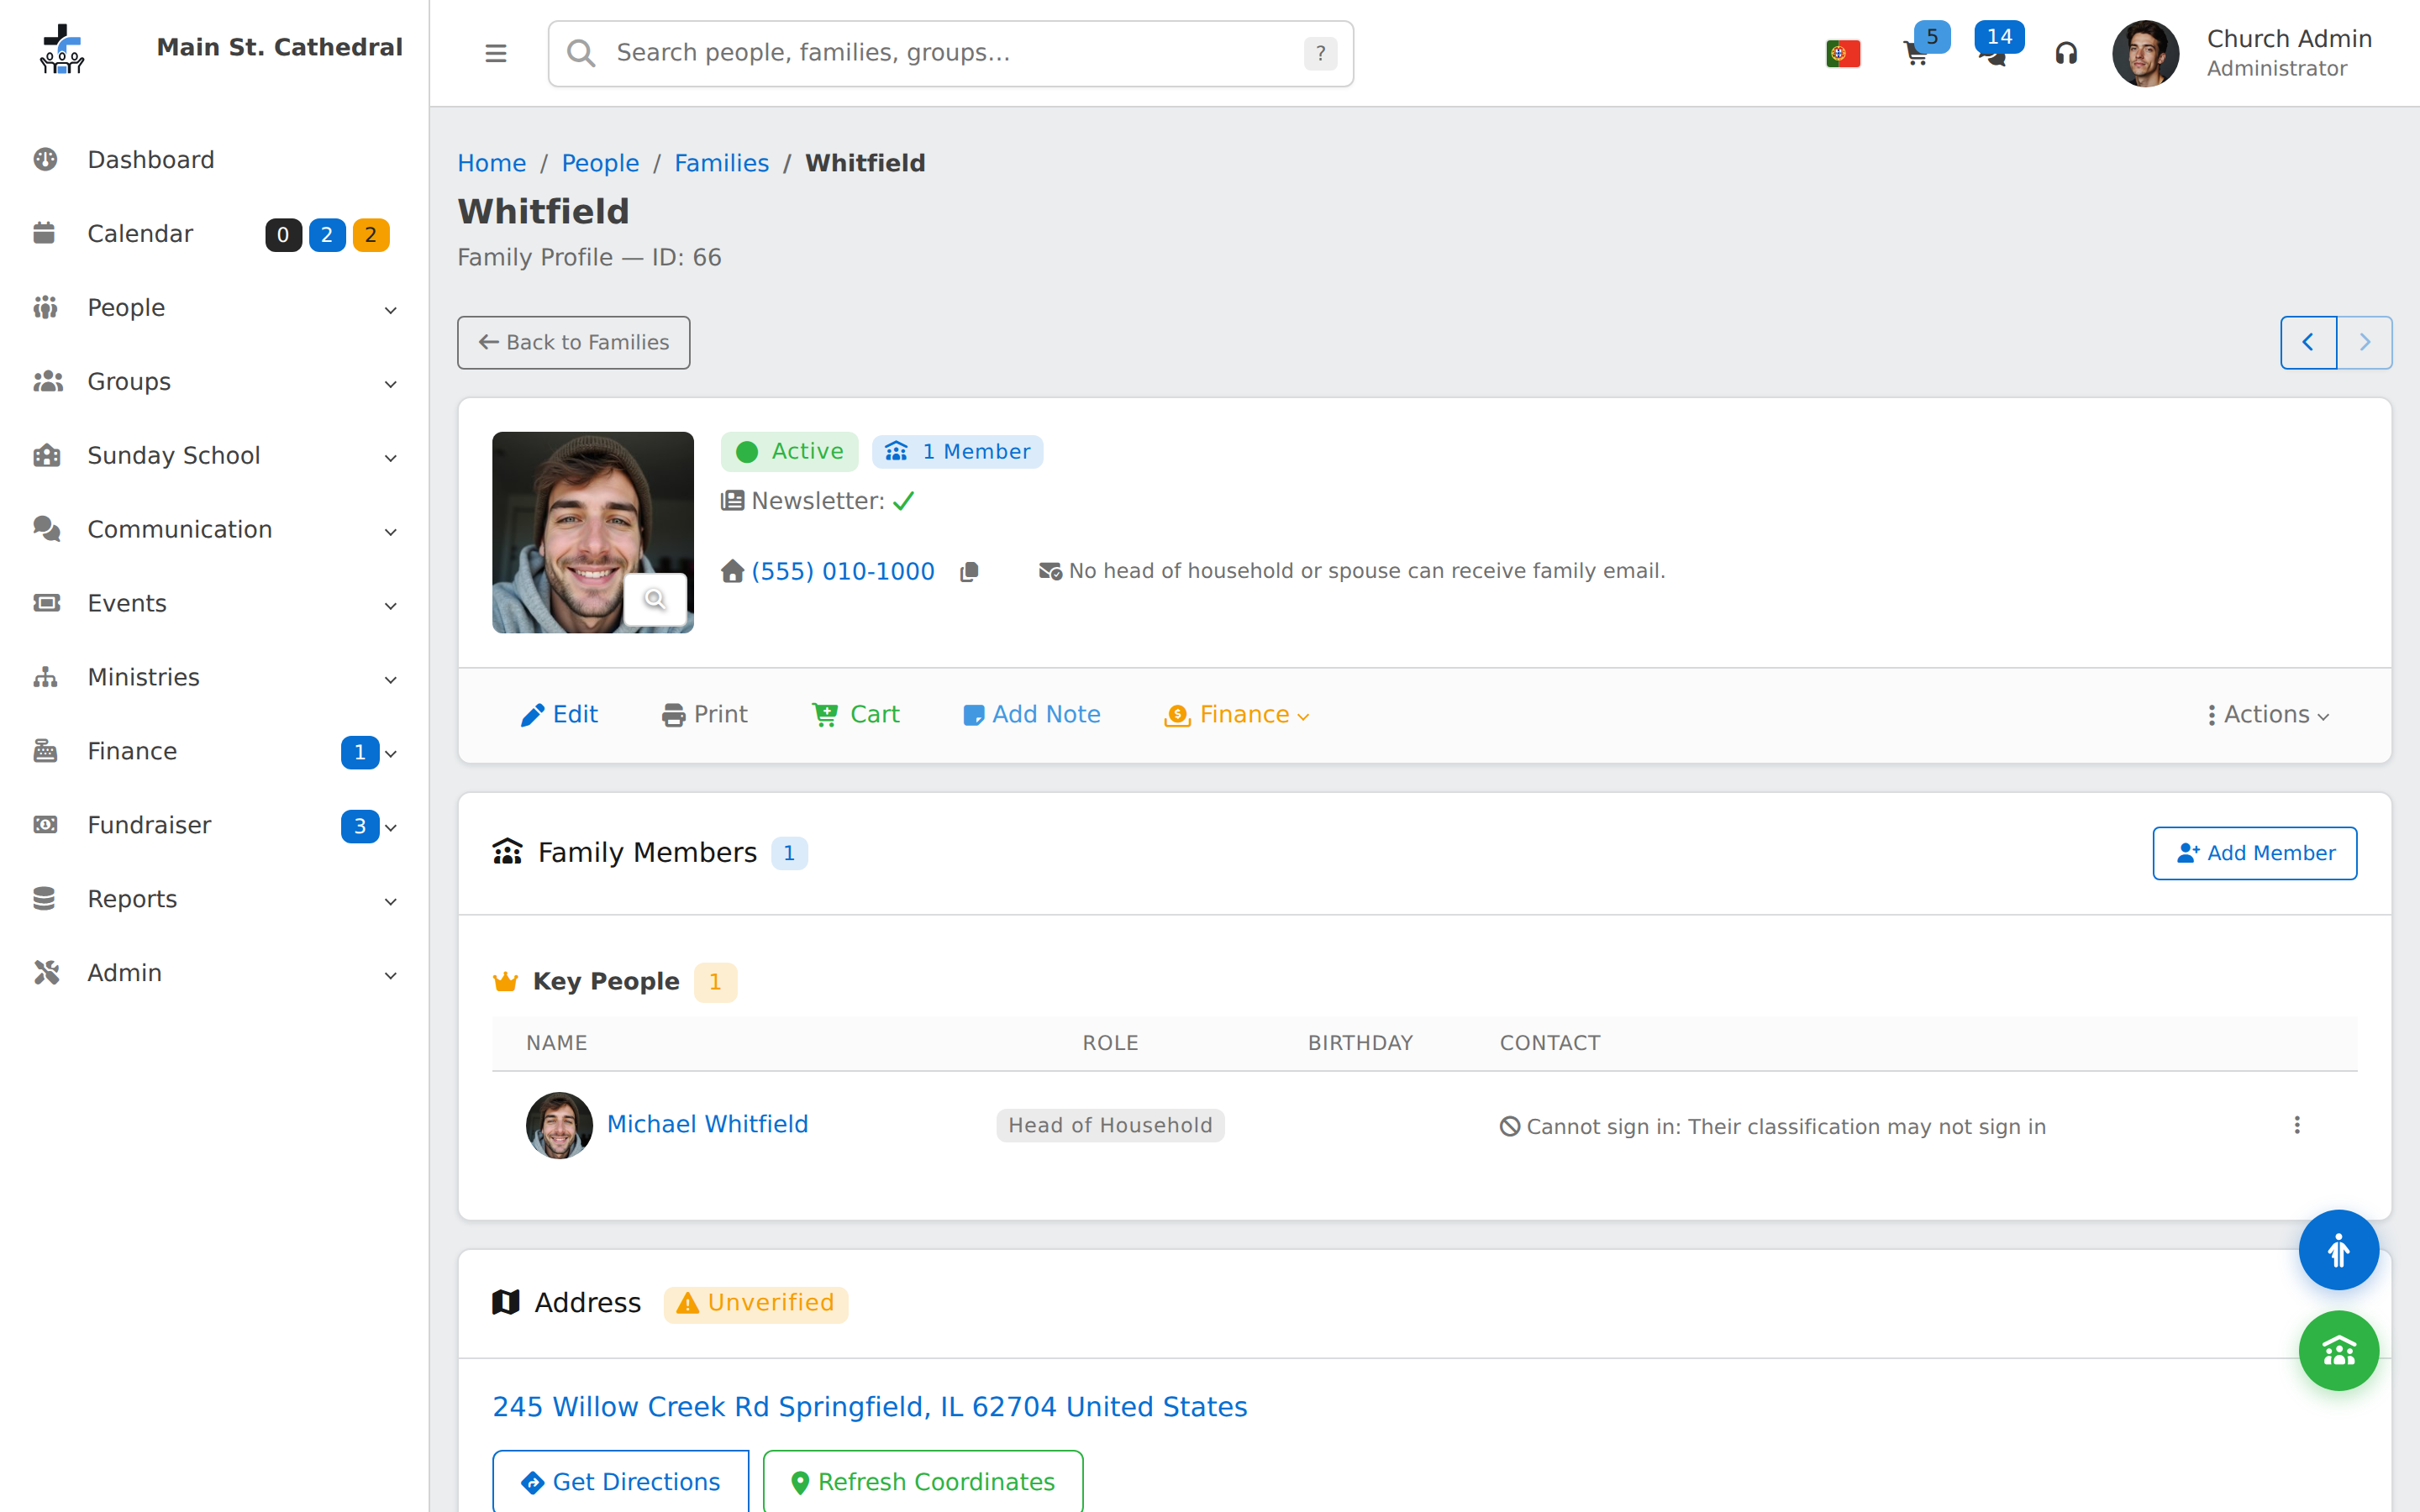 Main St. Cathedral
Search people, families, groups...
?
5
14
Church Admin
Administrator
Dashboard
Calendar 0 2 2
People
Groups
Sunday School
Communication
Events
Ministries
Finance 1
Fundraiser 3
Reports
Admin
Home / People / Families / Whitfield
Whitfield
Family Profile — ID: 66
Back to Families
Active 1 Member
Newsletter:
(555) 010-1000 No head of household or spouse can receive family email.
Edit Print Cart Add Note Finance Actions
Family Members 1 Add Member
Key People 1
NAME ROLE BIRTHDAY CONTACT
Michael Whitfield Head of Household Cannot sign in: Their classification may not sign in
Address Unverified
245 Willow Creek Rd Springfield, IL 62704 United States
Get Directions Refresh Coordinates